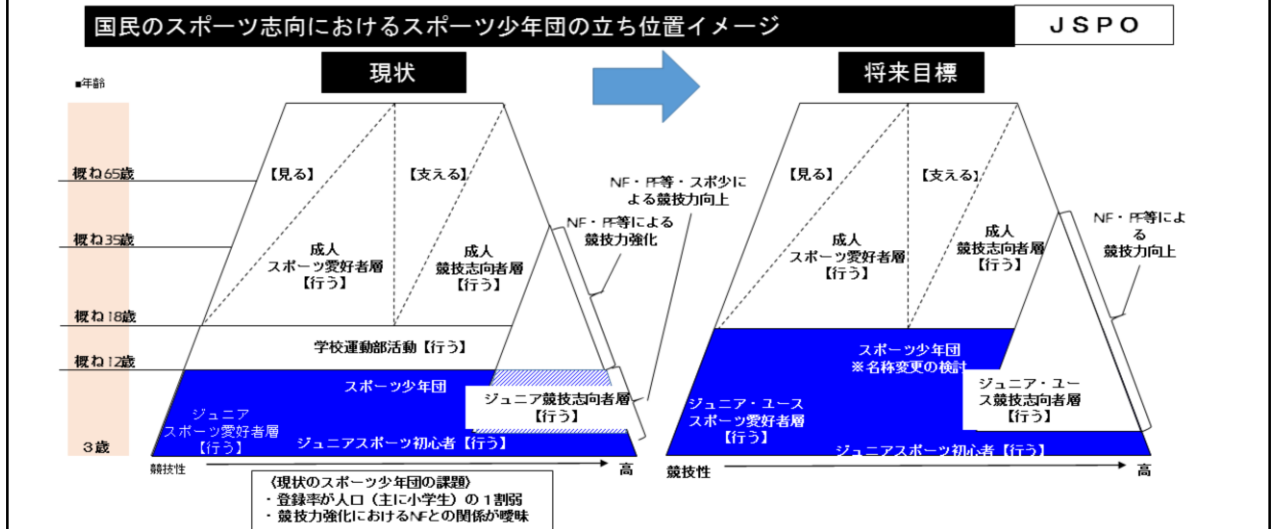 国民のスポーツ志向におけるスポーツ少年団の立ち位置イメージ
JSPO
現状
将来目標
■年齢
概ね65歳
概ね35歳
概ね18歳
概ね12歳
3歳
【見る】
【支える】
成人
スポーツ愛好者層
【行う】
成人
競技志向者層
【行う】
NF・PF等・スポ少に
よる競技力向上
NF・PF等による
競技力強化
学校運動部活動【行う】
スポーツ少年団
ジュニア競技志向者層
【行う】
ジュニア
スポーツ愛好者層
【行う】
ジュニアスポーツ初心者【行う】
競技性
高
〈現状のスポーツ少年団の課題〉
・登録率が人口(主に小学生)の1割弱
・競技力強化におけるNFとの関係が曖昧
【見る】
【支える】
成人
スポーツ愛好者層
【行う】
成人
競技志向者層
【行う】
NF・PF等によ
る
競技力向上
スポーツ少年団
※名称変更の検討
ジュニア・ユー
ス競技志向者層
【行う】
ジュニア・ユース
スポーツ愛好者層
【行う】
ジュニアスポーツ初心者【行う】
競技性
高